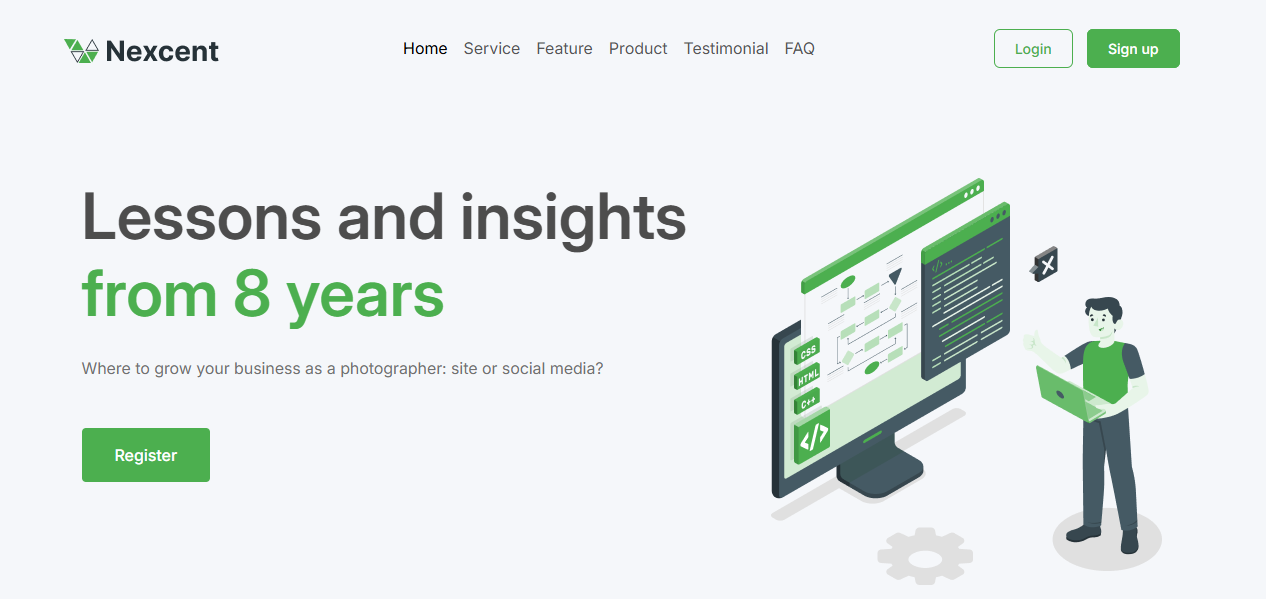 Nexcent
Home Service Feature Product Testimonial FAQ
Login
Sign up
Lessons and insights
from 8 years
Where to grow your business as a photographer: site or social media?
Register
CSS
HTML
C++
</>